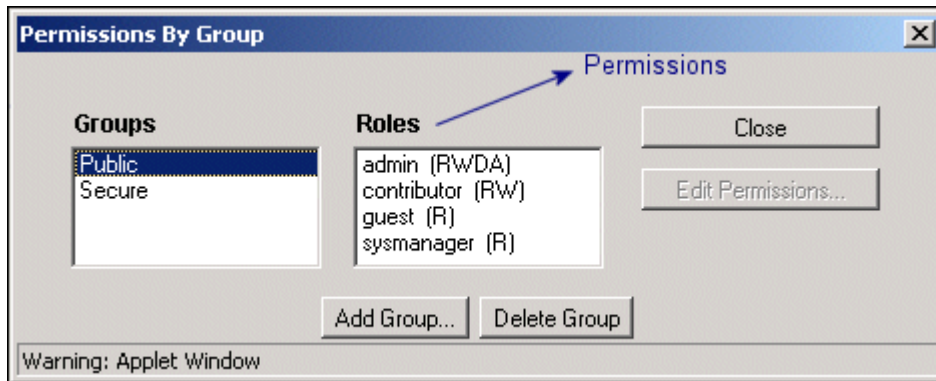 Permissions By Group
Permissions
Groups
Roles
Close
Public
Secure
admin (RWDA)
contributor (RW)
guest (R)
sysmanager (R)
Edit Permissions...
Add Group...
Delete Group
Warning: Applet Window